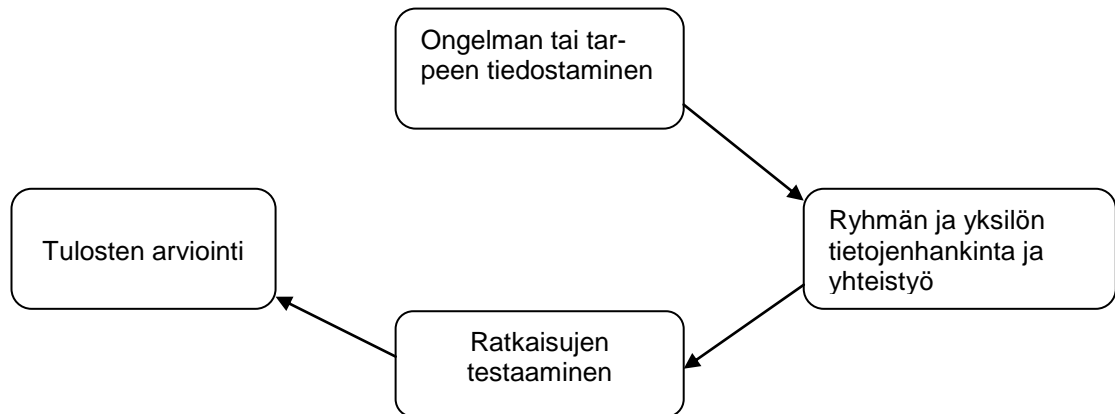 Ongelman tai tar-
peen tiedostaminen
Ryhmän ja yksilön
tietojenhankinta ja
yhteistyö
Ratkaisujen
testaaminen
Tulosten arviointi